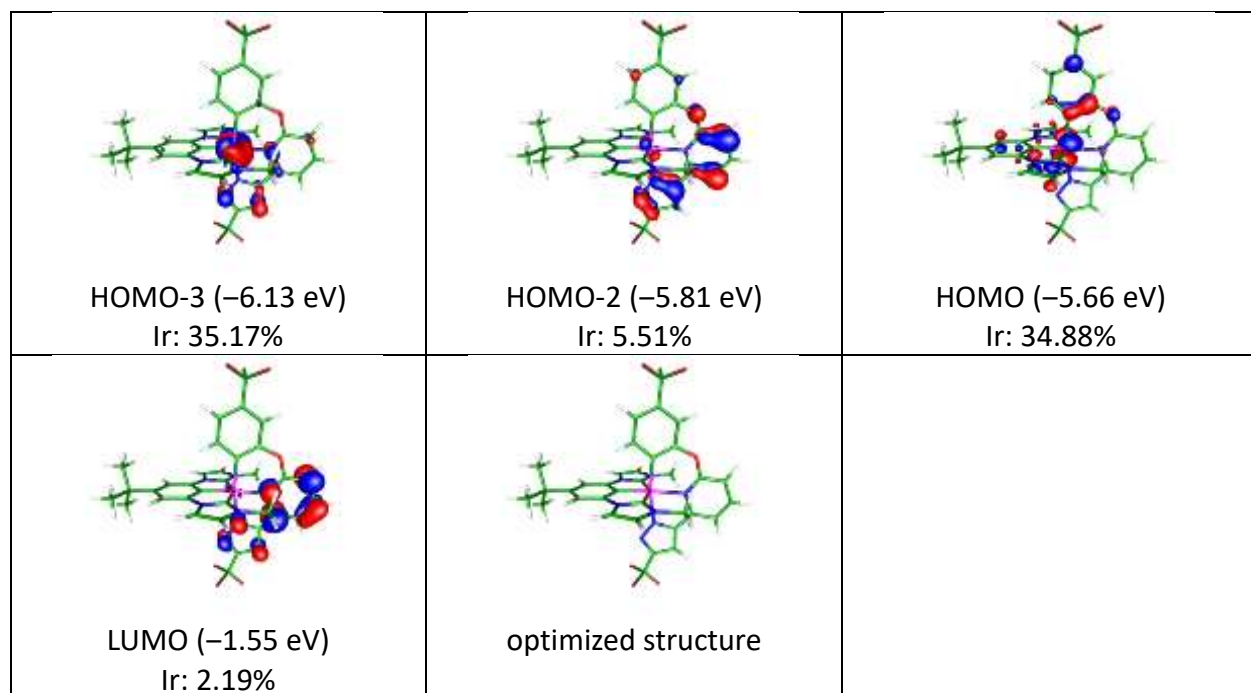 HOMO-3 (–6.13 eV)
Ir: 35.17%
HOMO-2 (–5.81 eV)
Ir: 5.51%
HOMO (–5.66 eV)
Ir: 34.88%
LUMO (–1.55 eV)
Ir: 2.19%
optimized structure